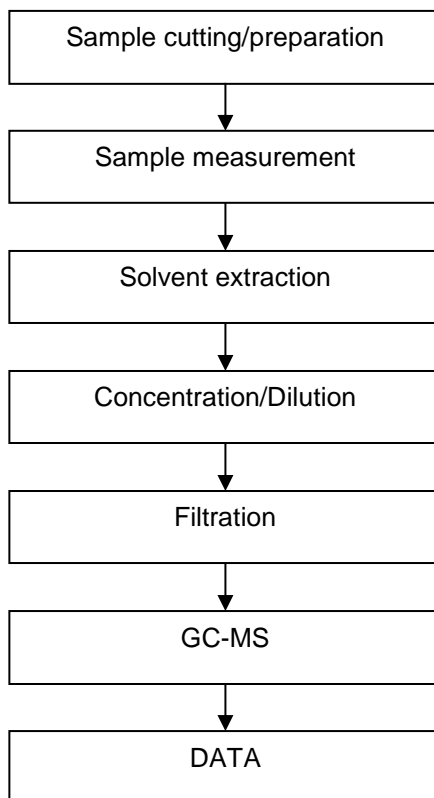 Sample cutting/preparation
Sample measurement
Solvent extraction
Concentration/Dilution
Filtration
GC-MS
DATA